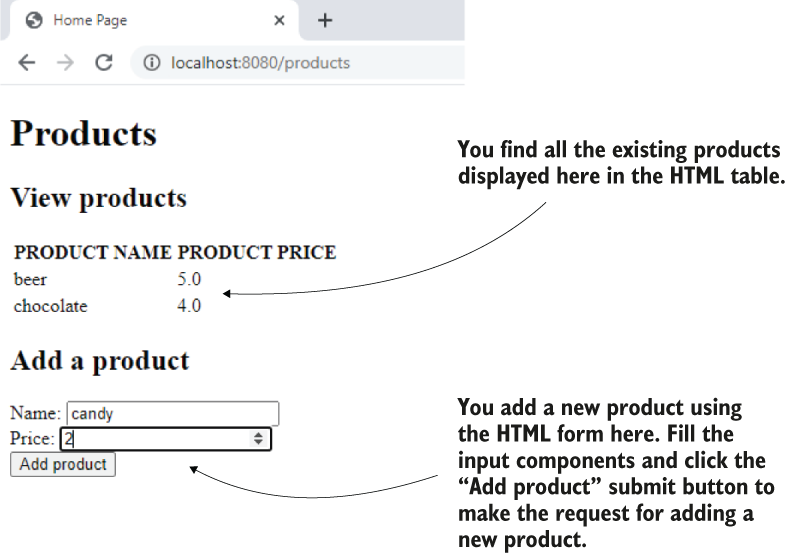 Home Page
localhost:8080/products
Products
View products
PRODUCT NAME PRODUCT PRICE
beer 5.0
chocolate 4.0
Add a product
Name: candy
Price: 2
Add product
You find all the existing products
displayed here in the HTML table.
You add a new product using
the HTML form here. Fill the
input components and click the
“Add product” submit button to
make the request for adding a
new product.